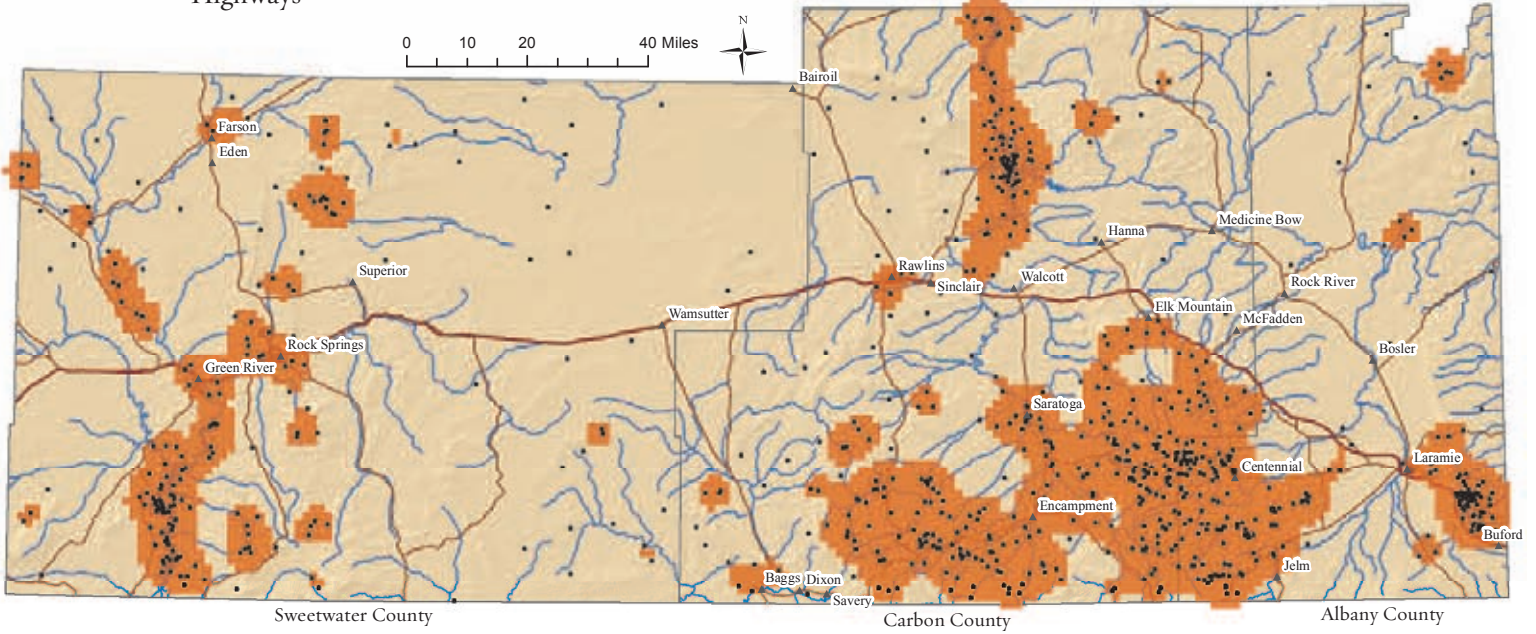 Highways
N
0 10 20 40 Miles
Bairoil
Farson
Eden
Medicine Bow
Hanna
Superior
Rawlins
Sinclair
Walcott
Rock River
Elk Mountain
McFadden
Wamsutter
Rock Springs
Bosler
Green River
Saratoga
Laramie
Centennial
Encampment
Buford
Jelm
Baggs Dixon
Savery
Sweetwater County
Carbon County
Albany County